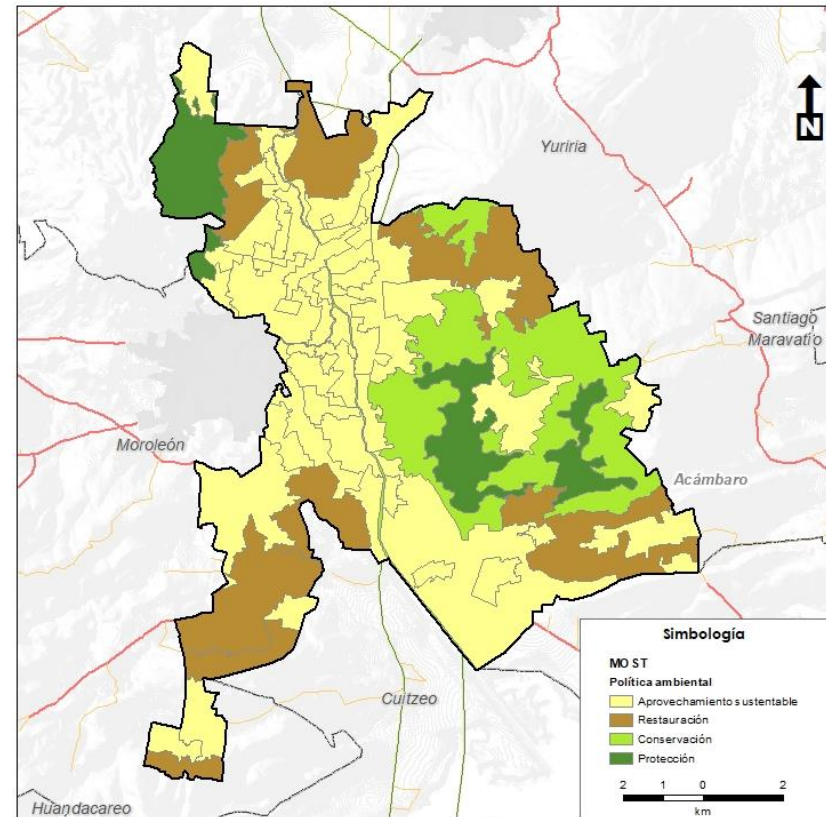 N
Yuriria
Santiago
Maravatío
Moroleón
Acámbaro
Cuitzeo
Huandacareo
Simbología
MOST
Política ambiental
Aprovechamiento sustentable
Restauración
Conservación
Protección
2 1 0 2
km